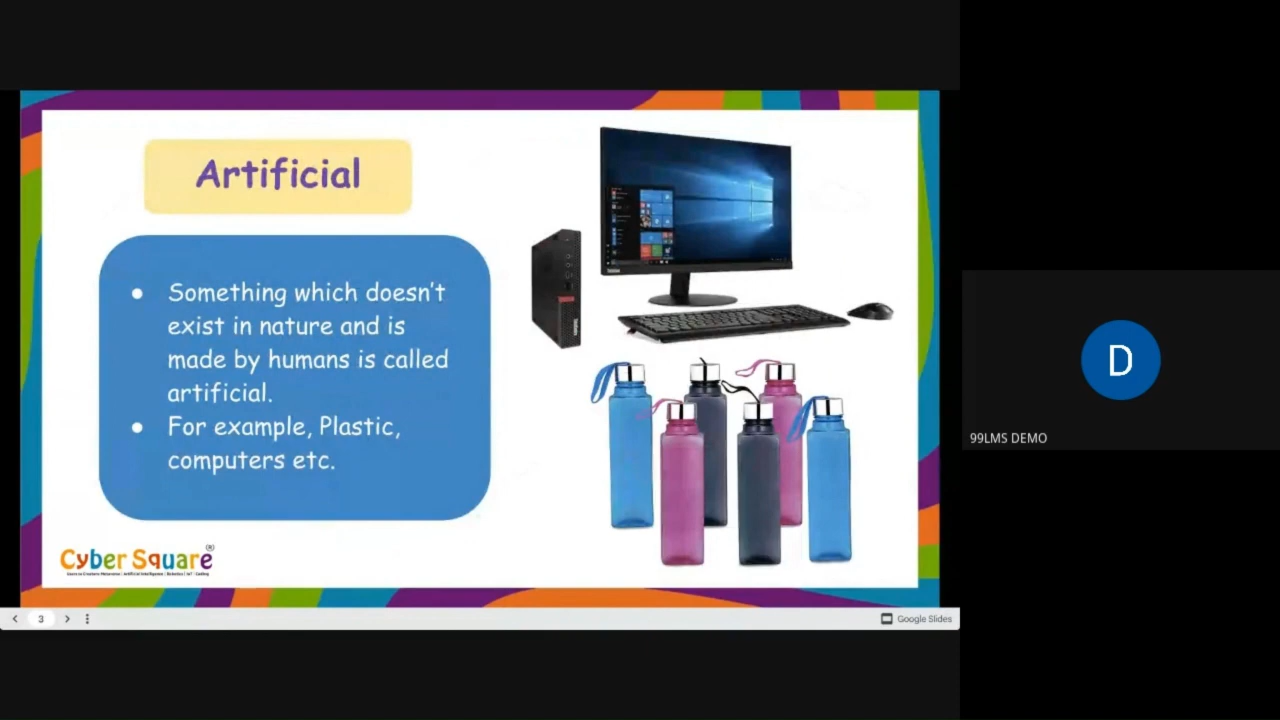 Artificial
● Something which doesn't
exist in nature and is
made by humans is called
artificial.
● For example, Plastic,
computers etc.
Cyber Square®
3
Google Slides
D
99LMS DEMO